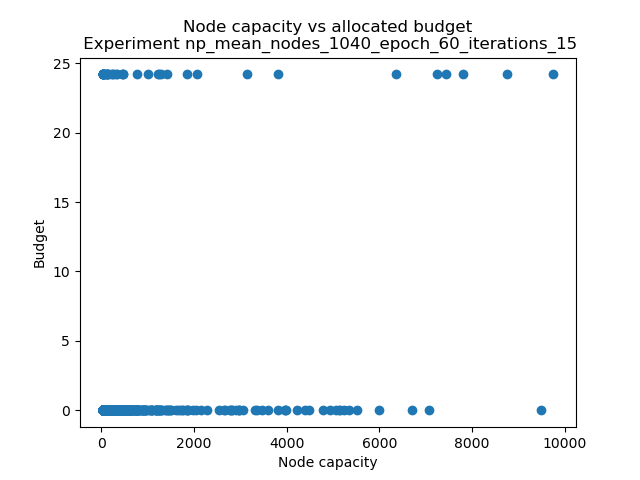 Node capacity vs allocated budget
Experiment np_mean_nodes_1040_epoch_60_iterations_15
25
20
15
10
5
0
Budget
0 2000 4000 6000 8000 10000
Node capacity